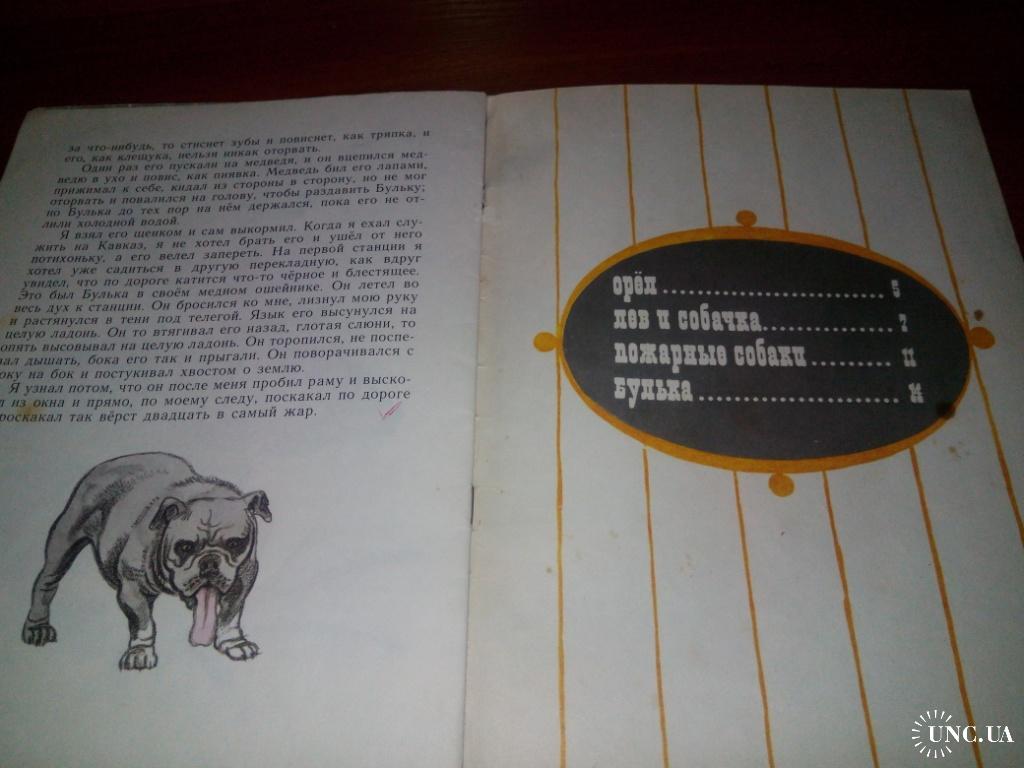 за что-нибудь, то стиснет зубы и повиснет, как тряпка, и
его, как клещука, нельзя никак оторвать.
Один раз его пускали на медведя, и он вцепился мед-
ведю в ухо и повис, как пиявка. Медведь бил его лапами,
прижимал к себе, кидал из стороны в сторону, но не мог
оторвать и повалился на голову, чтобы раздавить Бульку;
но Булька до тех пор на нём держался, пока его не от-
лили холодной водой.
Я взял его щенком и сам выкормил. Когда я ехал слу-
жить на Кавказ, я не хотел брать его и ушёл от него
потихоньку, а его велел запереть. На первой станции я
хотел уже садиться в другую перекладную, как вдруг
увидел, что по дороге катится что-то чёрное и блестящее.
Это был Булька в своём медном ошейнике. Он летел во
весь дух к станции. Он бросился ко мне, лизнул мою руку
и растянулся в тени под телегой. Язык его высунулся на
целую ладонь. Он то втягивал его назад, глотая слюни, то
опять высовывал на целую ладонь. Он торопился, не поспе-
вал дышать, бока его так и прыгали. Он поворачивался с
боку на бок и постукивал хвостом о землю.
Я узнал потом, что он после меня пробил раму и выско-
л из окна и прямо, по моему следу, поскакал по дороге
роскакал так вёрст двадцать в самый жар.
орёл ............................ 5
лев и собачка................. 7
пожарные собаки .......... 11
булька .......................... 14
UNC.UA